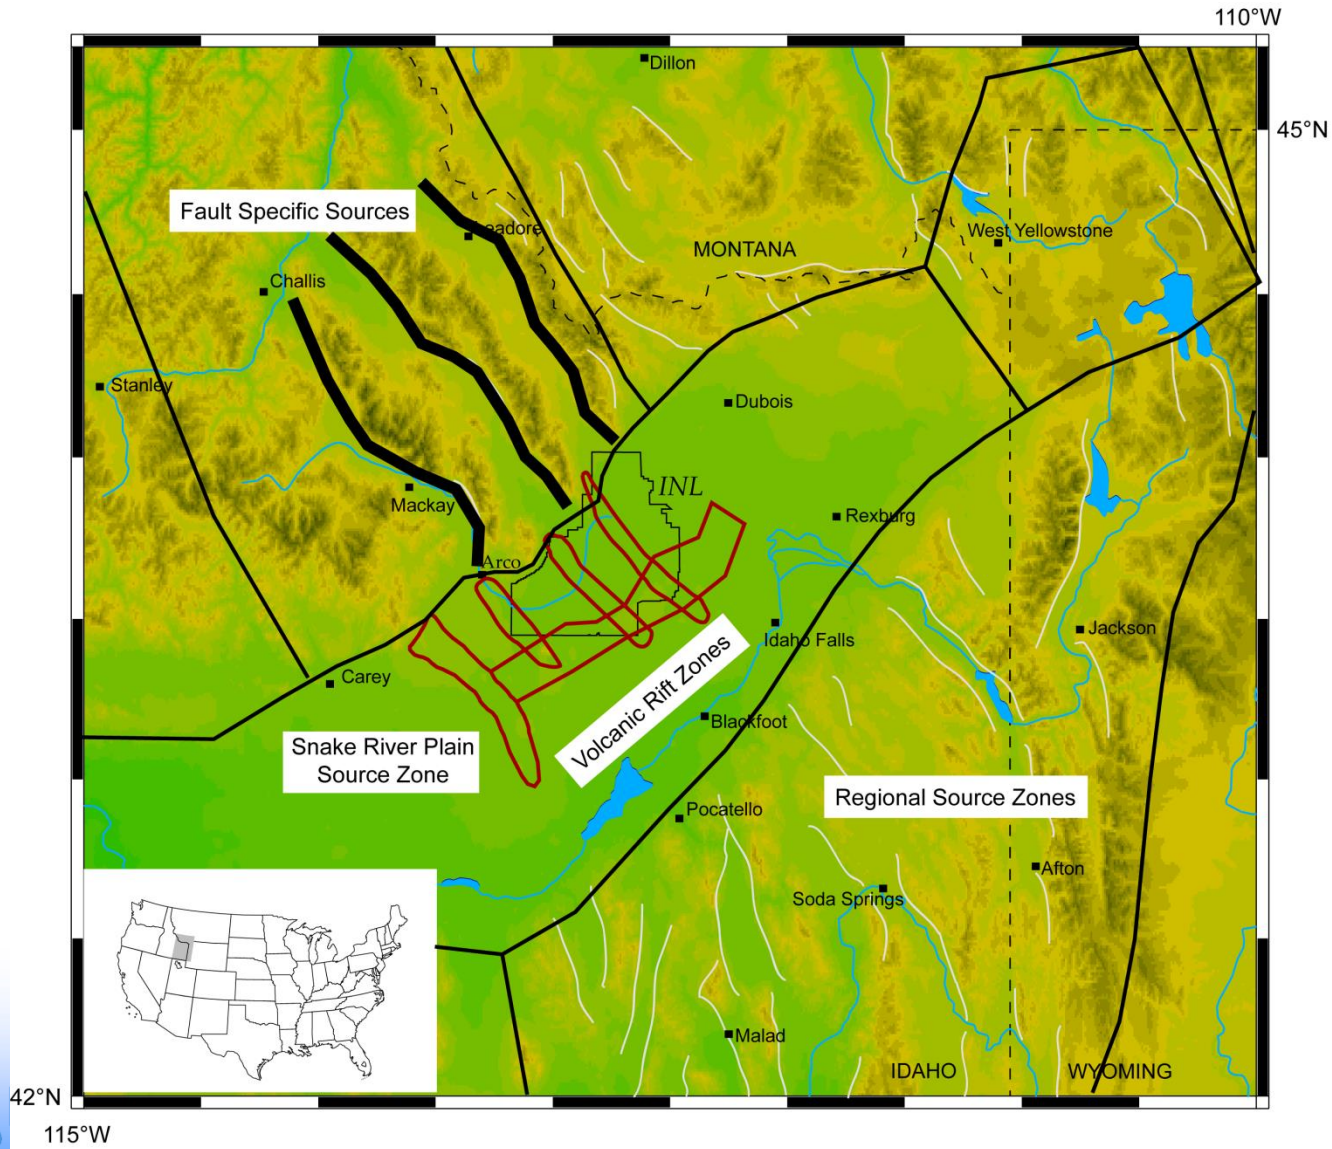 110°W
Dillon
45°N
Fault Specific Sources
eadore
West Yellowstone
MONTANA
Challis
Stanley
Dubois
INL
Mackay
Rexburg
Arco
Jackson
Idaho Falls
Carey
Volcanic Rift Zones
Blackfoot
Snake River Plain
Source Zone
Regional Source Zones
Pocatello
Afton
Soda Springs
Malad
IDAHO
WYOMING
42°N
115°W